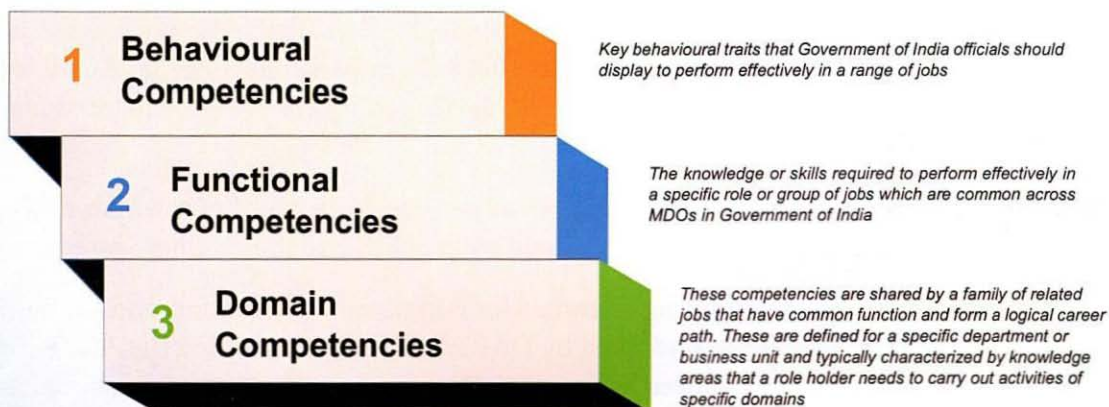 1
Behavioural
Competencies
Key behavioural traits that Government of India officials should
display to perform effectively in a range of jobs
2
Functional
Competencies
The knowledge or skills required to perform effectively in
a specific role or group of jobs which are common across
MDOs in Government of India
3
Domain
Competencies
These competencies are shared by a family of related
jobs that have common function and form a logical career
path. These are defined for a specific department or
business unit and typically characterized by knowledge
areas that a role holder needs to carry out activities of
specific domains